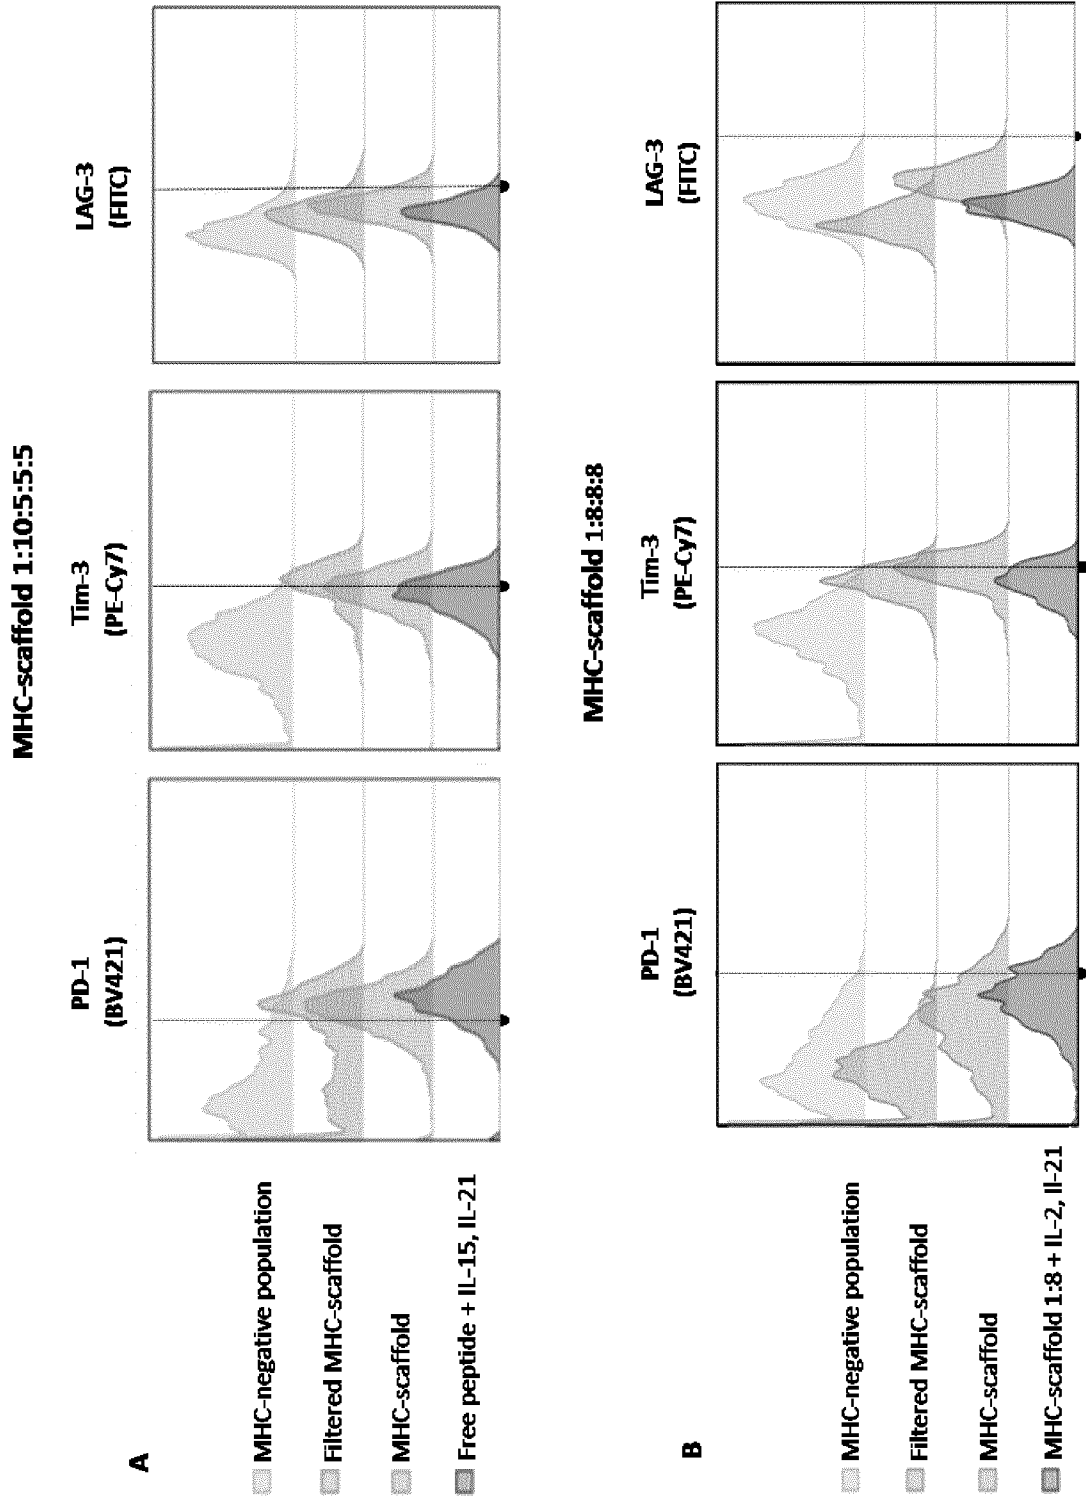 MHC-scaffold 1:10:5:5:5
A
PD-1
(BV421)
Tim-3
(PE-Cy7)
LAG-3
(FITC)
MHC-negative population
Filtered MHC-scaffold
MHC-scaffold
Free peptide + IL-15, IL-21
MHC-scaffold 1:8:8:8
B
PD-1
(BV421)
Tim-3
(PE-Cy7)
LAG-3
(FITC)
MHC-negative population
Filtered MHC-scaffold
MHC-scaffold
MHC-scaffold 1:8 + IL-2, Il-21